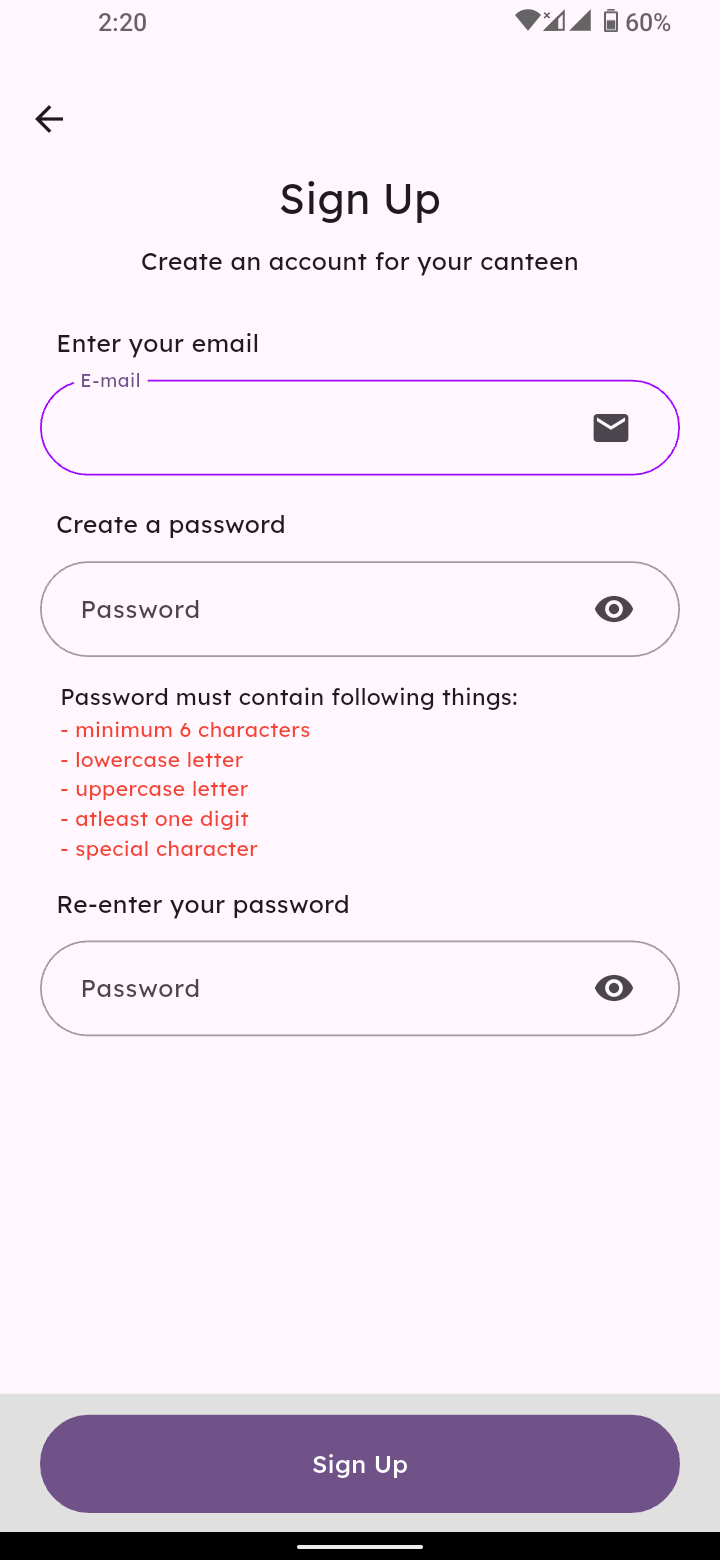 2:20
60%
Sign Up
Create an account for your canteen
Enter your email
E-mail
Create a password
Password
Password must contain following things:
- minimum 6 characters
- lowercase letter
- uppercase letter
- atleast one digit
- special character
Re-enter your password
Password
Sign Up